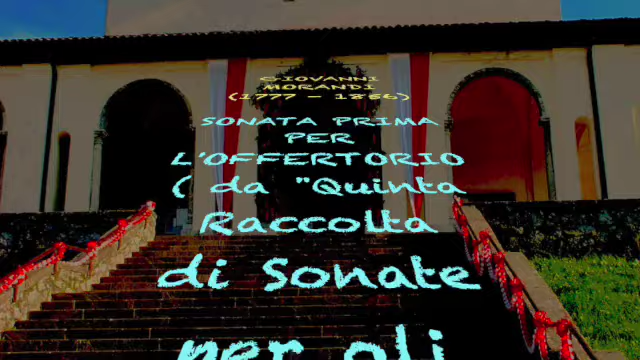 GIOVANNI
MORANDI
(1777 – 1856)
SONATA PRIMA
PER
L'OFFERTORIO
( da "Quinta
Raccolta
di Sonate
per gli